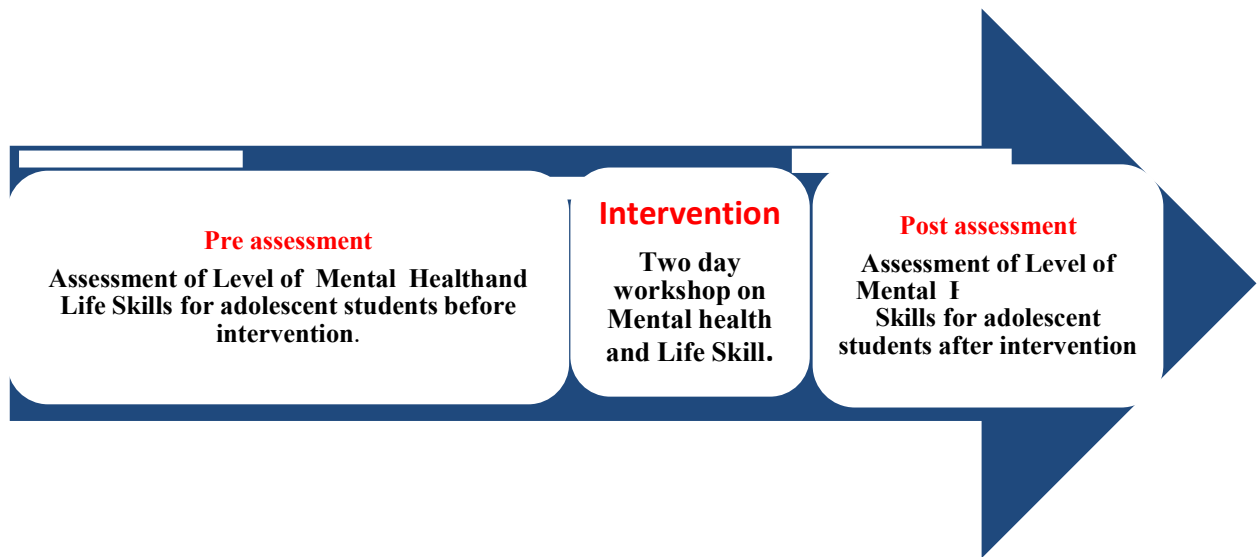 Pre assessment
Assessment of Level of Mental Healthand
Life Skills for adolescent students before
intervention.
Intervention
Two day
workshop on
Mental health
and Life Skill.
Post assessment
Assessment of Level of
Mental
Skills for adolescent
students after intervention